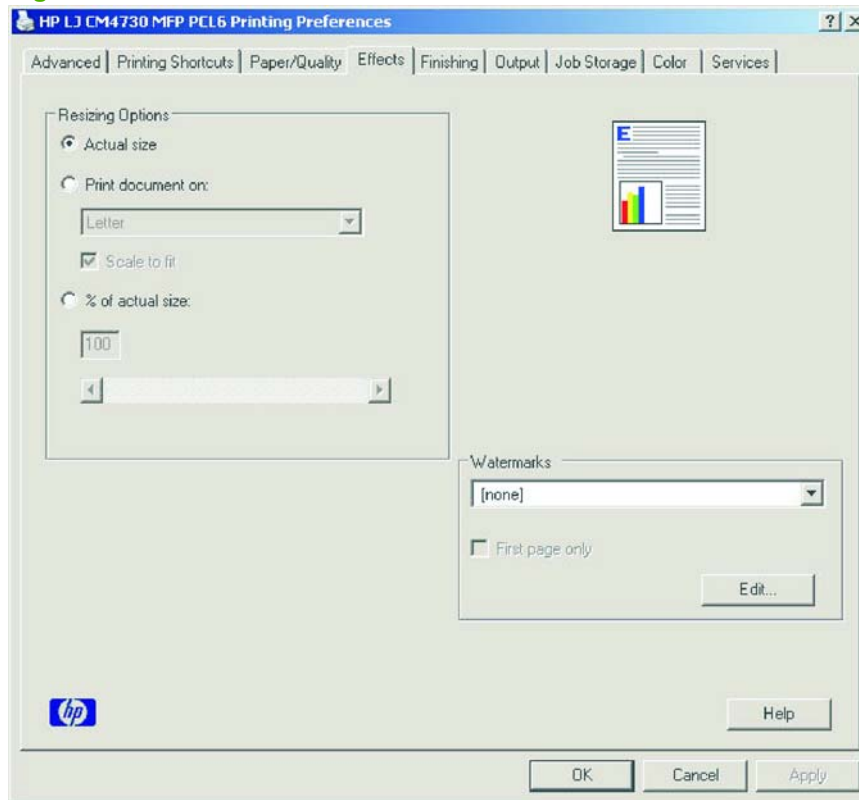 HP LJ CM4730 MFP PCL6 Printing Preferences
Advanced Printing Shortcuts Paper/Quality Effects Finishing Output Job Storage Color Services
Resizing Options
Actual size
Print document on:
Letter
Scale to fit
% of actual size:
100
E
Watermarks
[none]
First page only
Edit...
hp
Help
OK Cancel Apply